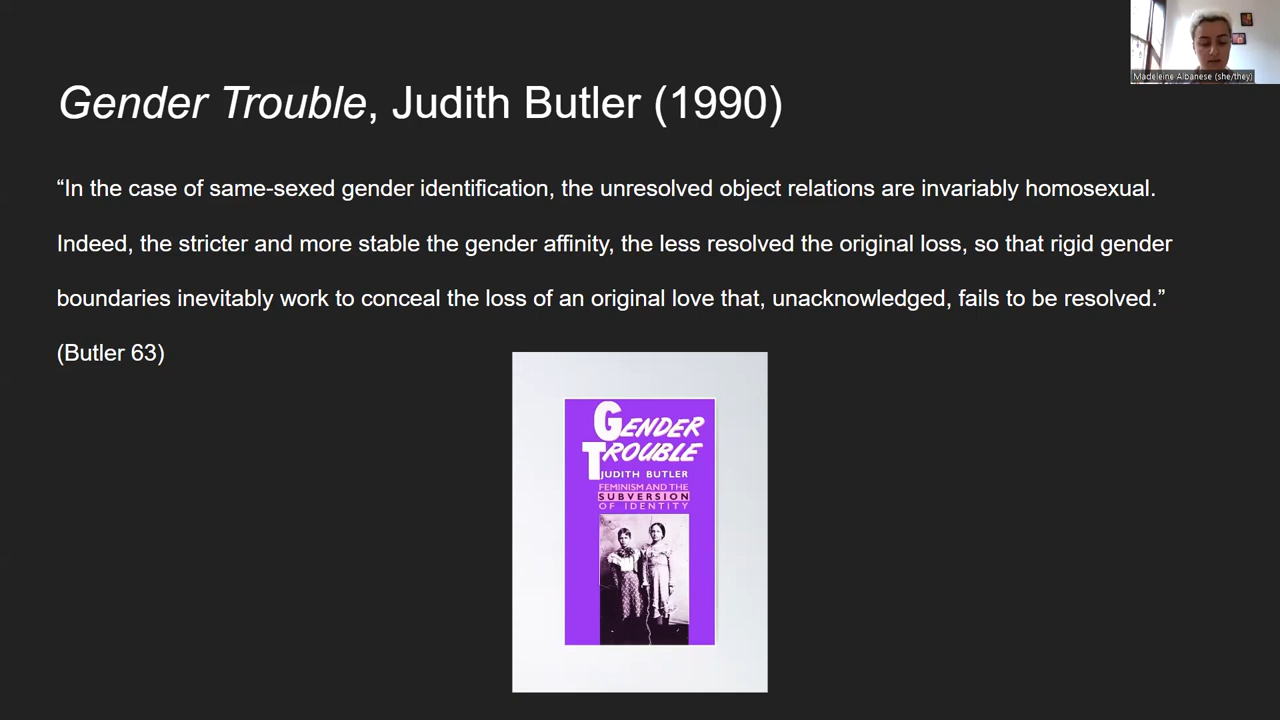 Madeleine Albanese (she/they)
Gender Trouble, Judith Butler (1990)
“In the case of same-sexed gender identification, the unresolved object relations are invariably homosexual.
Indeed, the stricter and more stable the gender affinity, the less resolved the original loss, so that rigid gender
boundaries inevitably work to conceal the loss of an original love that, unacknowledged, fails to be resolved.”
(Butler 63)
GENDER
TROUBLE
JUDITH BUTLER
FEMINISM AND THE
SUBVERSION
OF IDENTITY